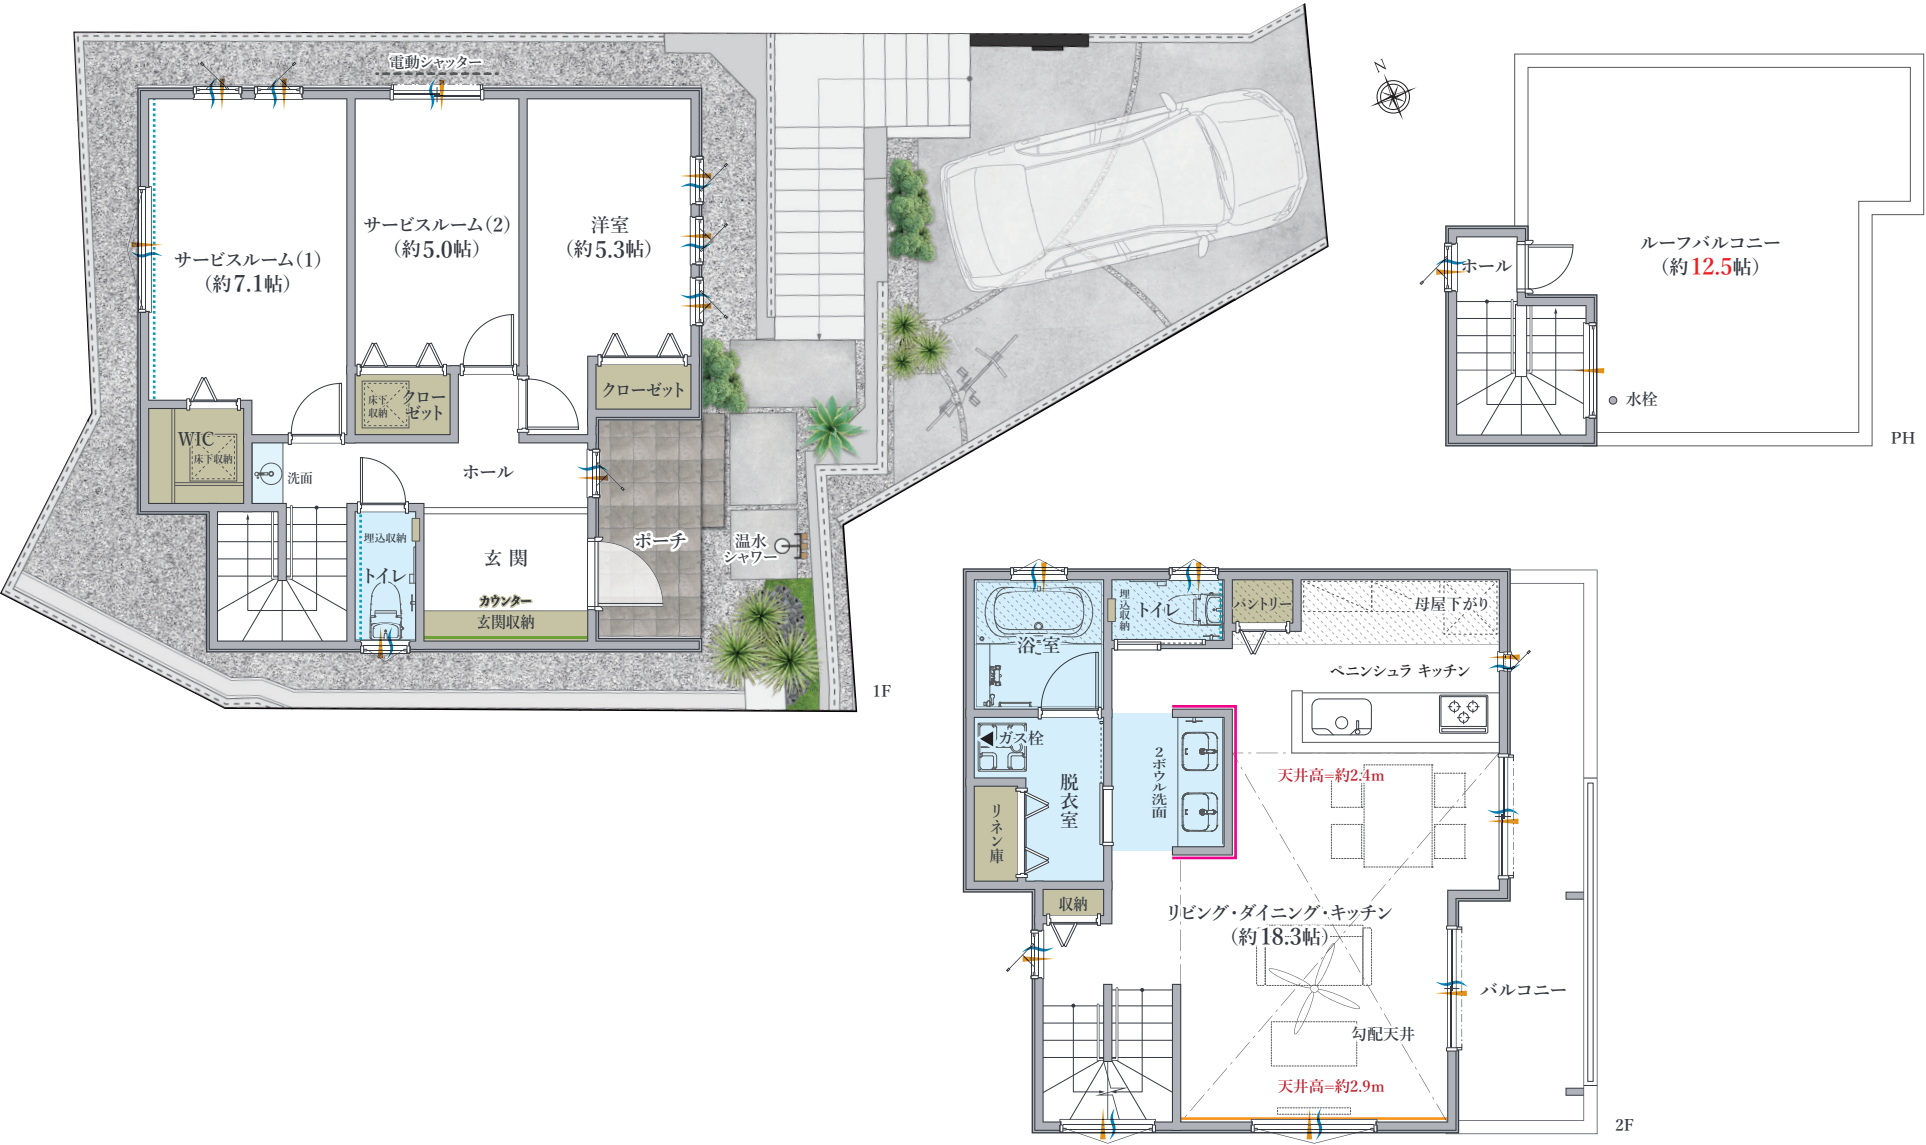 電動シャッター
サービスルーム(1)
(約7.1帖)
サービスルーム(2)
(約5.0帖)
洋室
(約5.3帖)
クローゼット
床下
収納
クロー
ゼット
WIC
床下収納
洗面
ホール
埋込収納
トイレ
玄関
カウンター
玄関収納
ポーチ
温水
シャワー
1F
N
ホール
ルーフバルコニー
(約12.5帖)
水栓
PH
浴室
埋込収納
トイレ
パントリー
母屋下がり
ペニンシュラ キッチン
ガス栓
脱衣室
リネン庫
2ボウル洗面
天井高=約2.4m
収納
リビング・ダイニング・キッチン
(約18.3帖)
バルコニー
勾配天井
天井高=約2.9m
2F